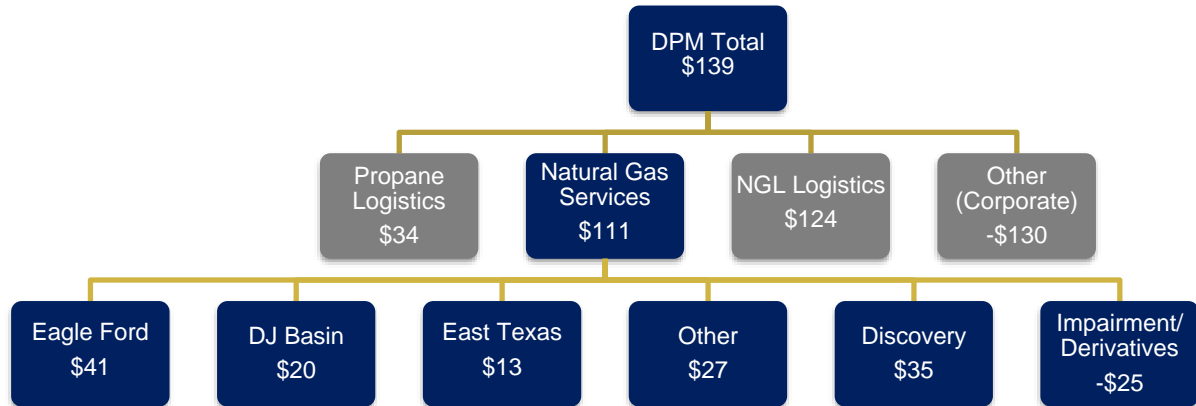 DPM Total
$139
Propane
Logistics
$34
Natural Gas
Services
$111
NGL Logistics
$124
Other
(Corporate)
-$130
Eagle Ford
$41
DJ Basin
$20
East Texas
$13
Other
$27
Discovery
$35
Impairment/
Derivatives
-$25